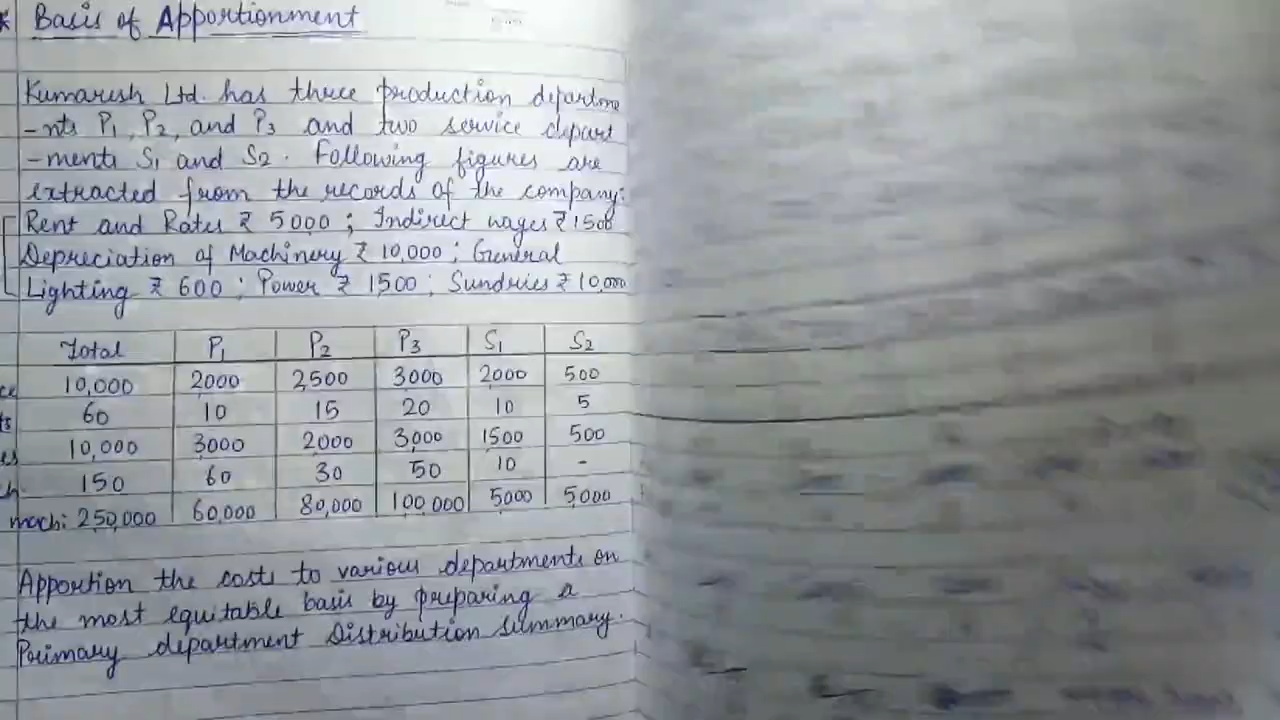 * Basis of Apportionment
Kumaresh Ltd. has three production departme
-nts P1, P2, and P3 and two service depart
-ments S1 and S2. Following figures are
extracted from the records of the company:
Rent and Rates ₹ 5000 ; Indirect wages ₹ 1500
Depreciation of Machinery ₹ 10,000 ; General
Lighting ₹ 600 ; Power ₹ 1500 ; Sundries ₹ 10,000
Total P1 P2 P3 S1 S2
10,000 2000 2500 3000 2000 500
60 10 15 20 10 5
10,000 3000 2000 3,000 1500 500
150 60 30 50 10 -
mach: 250,000 60,000 80,000 100,000 5000 5000
Apportion the costs to various departments on
the most equitable basis by preparing a
Primary department Distribution summary.